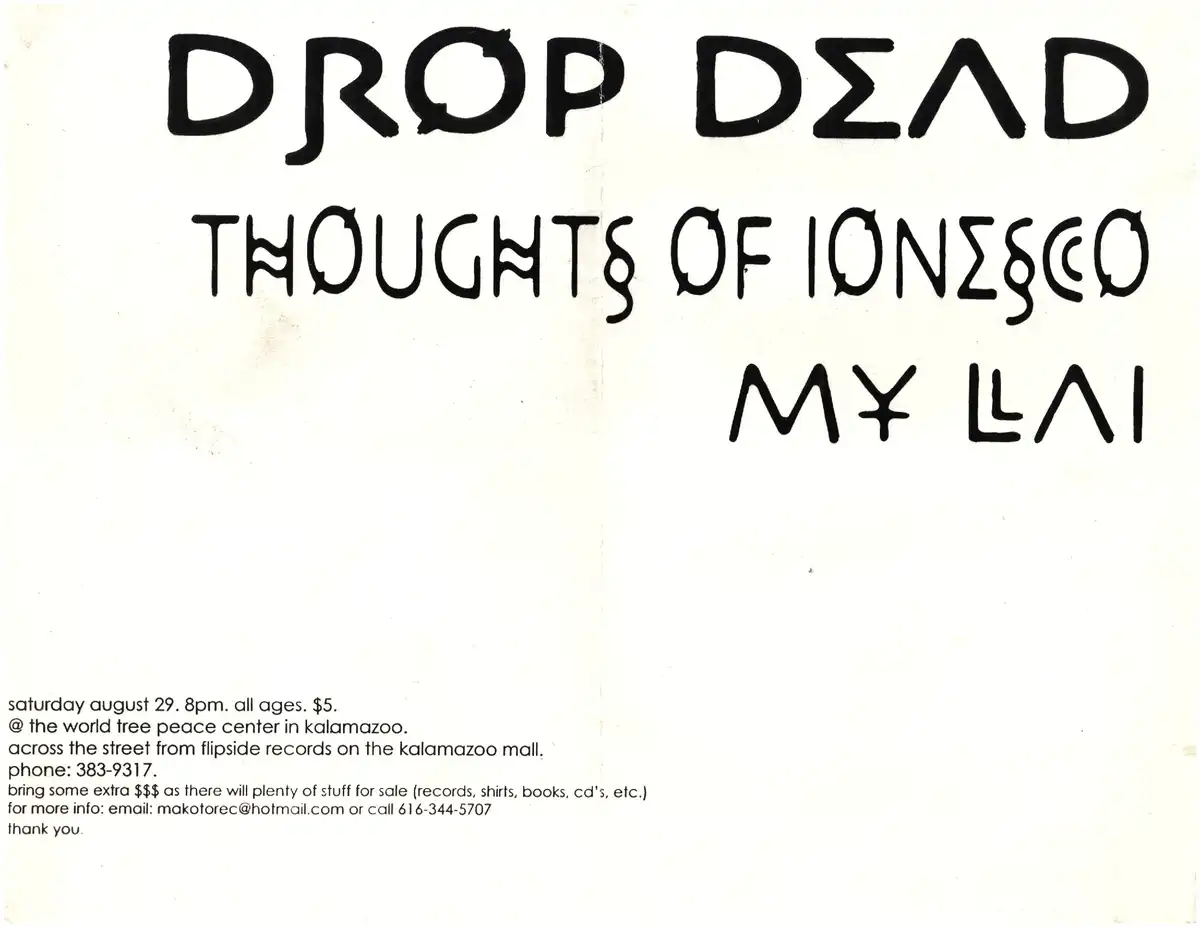 DROP DEAD
THOUGHTS OF IONESCO
MY LAI
saturday august 29. 8pm. all ages. $5.
@ the world tree peace center in kalamazoo.
across the street from flipside records on the kalamazoo mall.
phone: 383-9317.
bring some extra $$$ as there will plenty of stuff for sale (records, shirts, books, cd's, etc.)
for more info: email: makotorec@hotmail.com or call 616-344-5707
thank you.